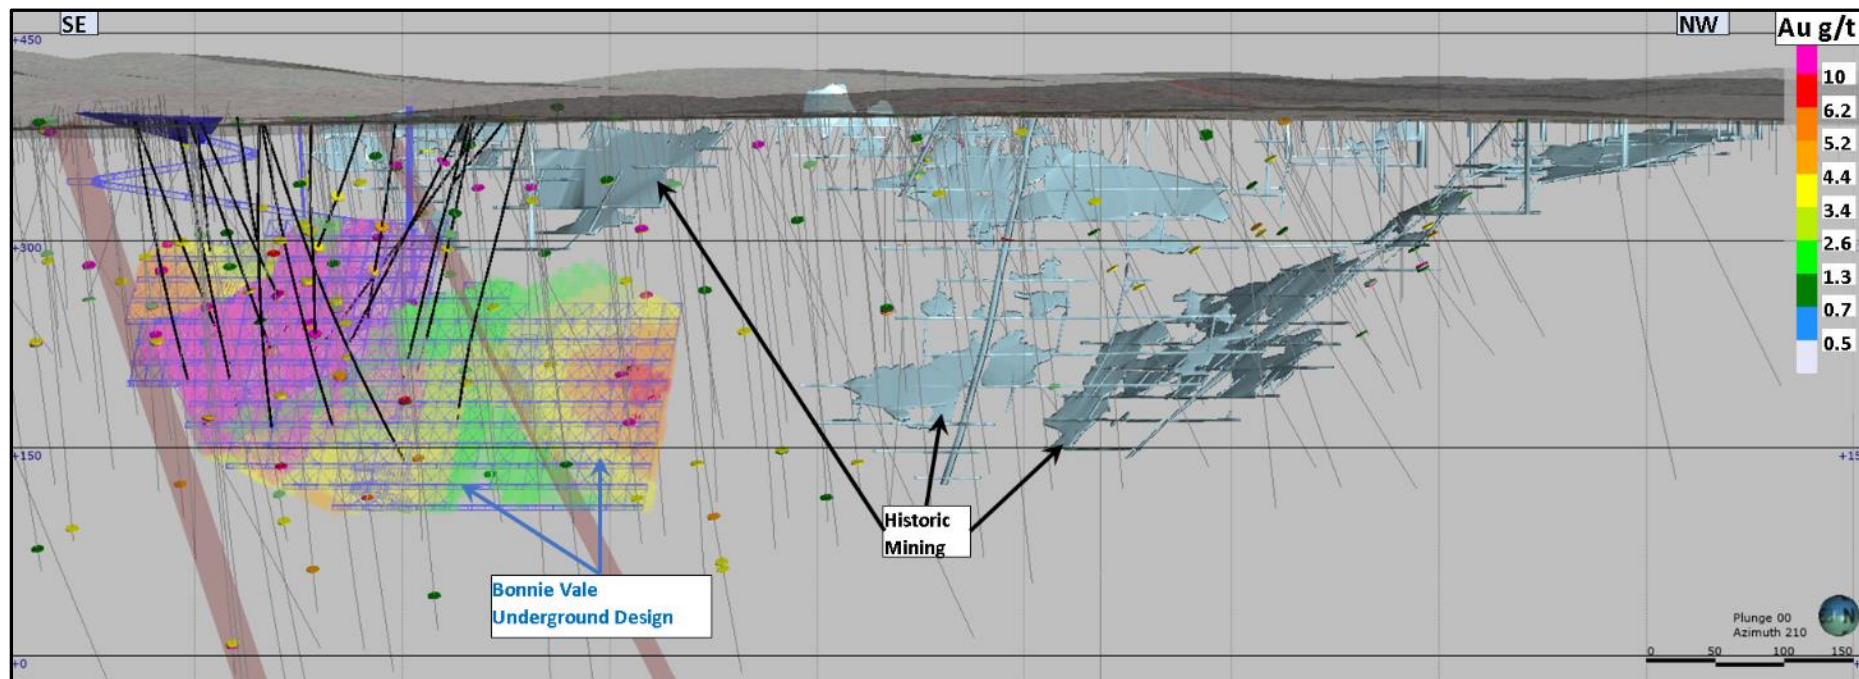 SE
NW
Au g/t
+450
10
6.2
5.2
4.4
3.4
2.6
1.3
0.7
0.5
+300
+150
+15
Historic
Mining
Bonnie Vale
Underground Design
Plunge 00
Azimuth 210
N
0 50 100 150
+0